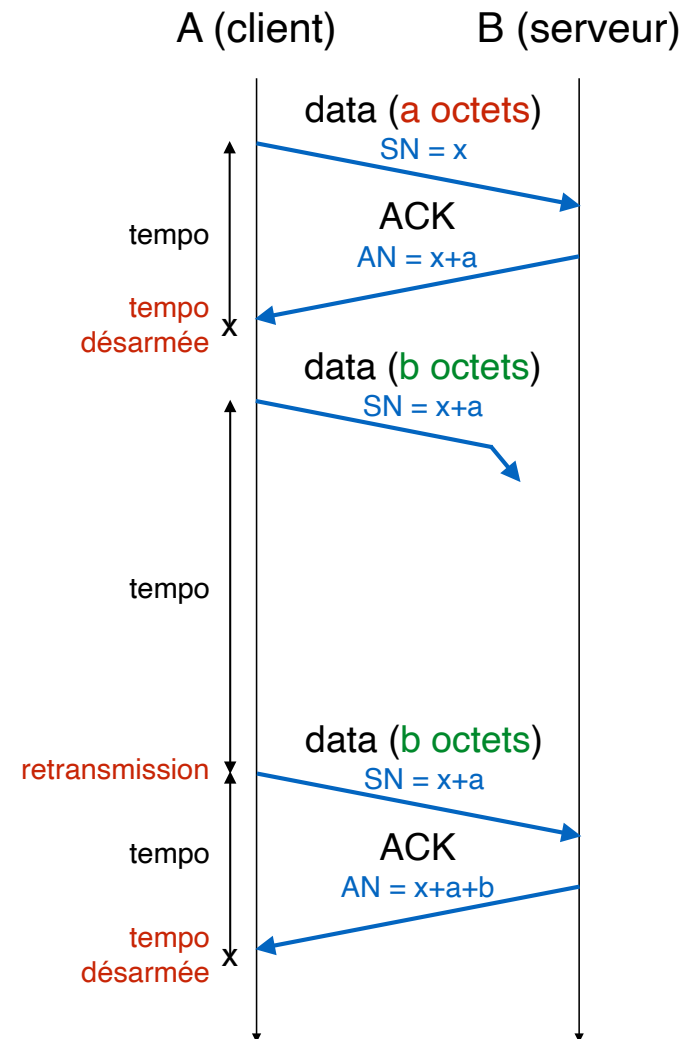 A (client)
B (serveur)
data (a octets)
SN = x
ACK
tempo
AN = x+a
tempo
désarmée
x
data (b octets)
SN = x+a
tempo
data (b octets)
retransmission
SN = x+a
ACK
tempo
AN = x+a+b
tempo
désarmée
x